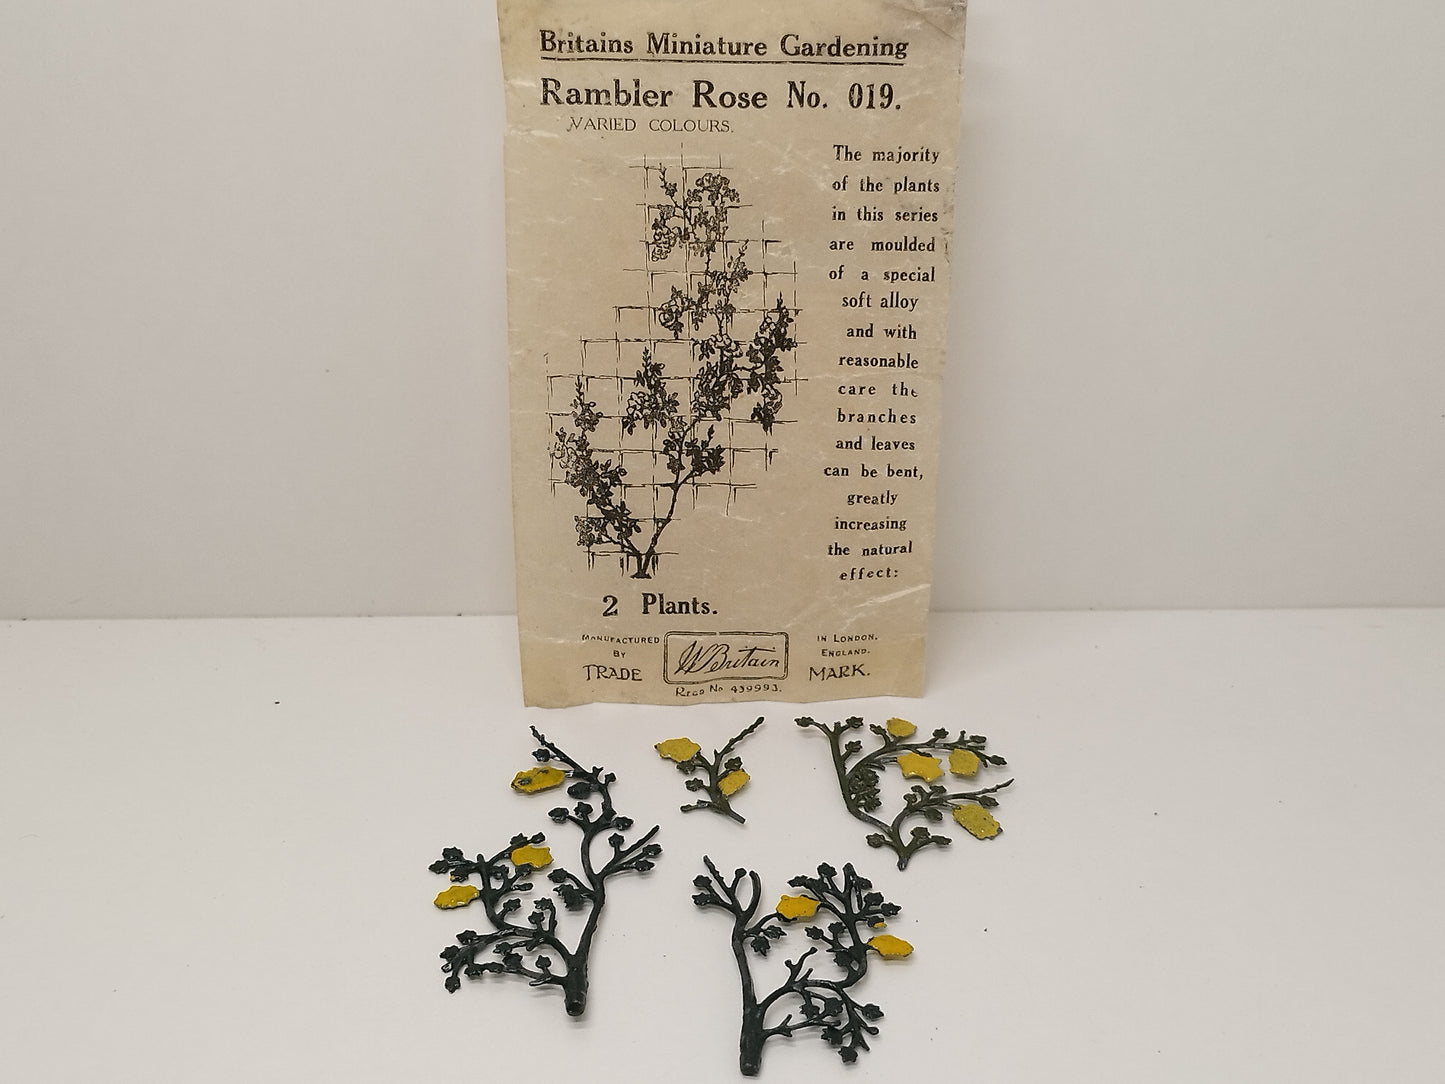 Britains Miniature Gardening
Rambler Rose No. 019.
VARIED COLOURS.
The majority
of the plants
in this series
are moulded
of a special
soft alloy
and with
reasonable
care the
branches
and leaves
can be bent,
greatly
increasing
the natural
effect:
2 Plants.
MANUFACTURED
BY
TRADE
W Britain
REGD No 459993.
IN LONDON.
ENGLAND.
MARK.